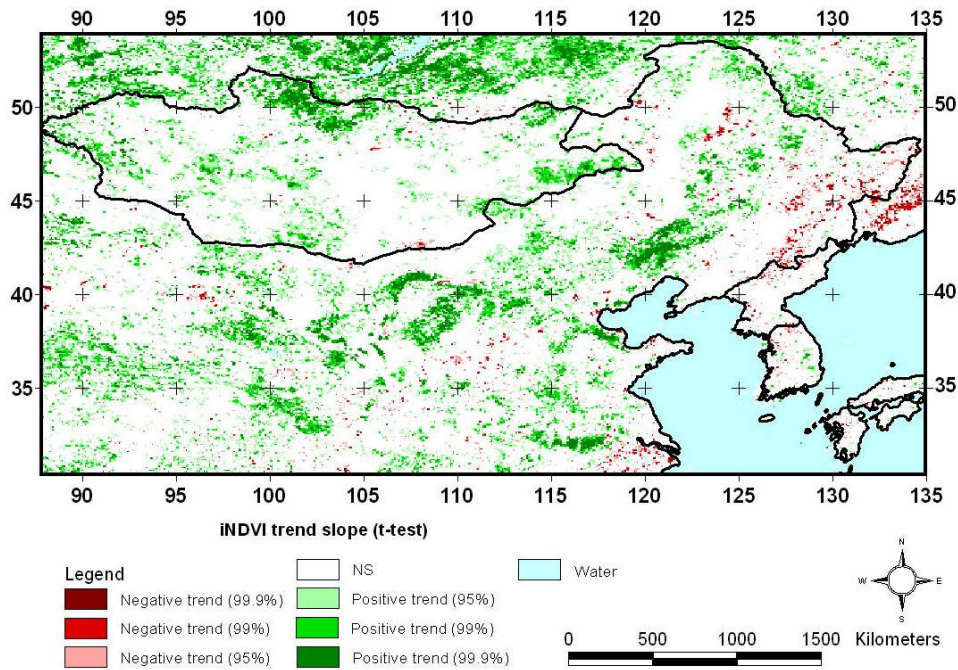 90 95 100 105 110 115 120 125 130 135
50 50
45 45
40 40
35 35
90 95 100 105 110 115 120 125 130 135
iNDVI trend slope (t-test)
Legend
NS
Water
Negative trend (99.9%)
Positive trend (95%)
Negative trend (99%)
Positive trend (99%)
Negative trend (95%)
Positive trend (99.9%)
N
W E
S
0 500 1000 1500 Kilometers